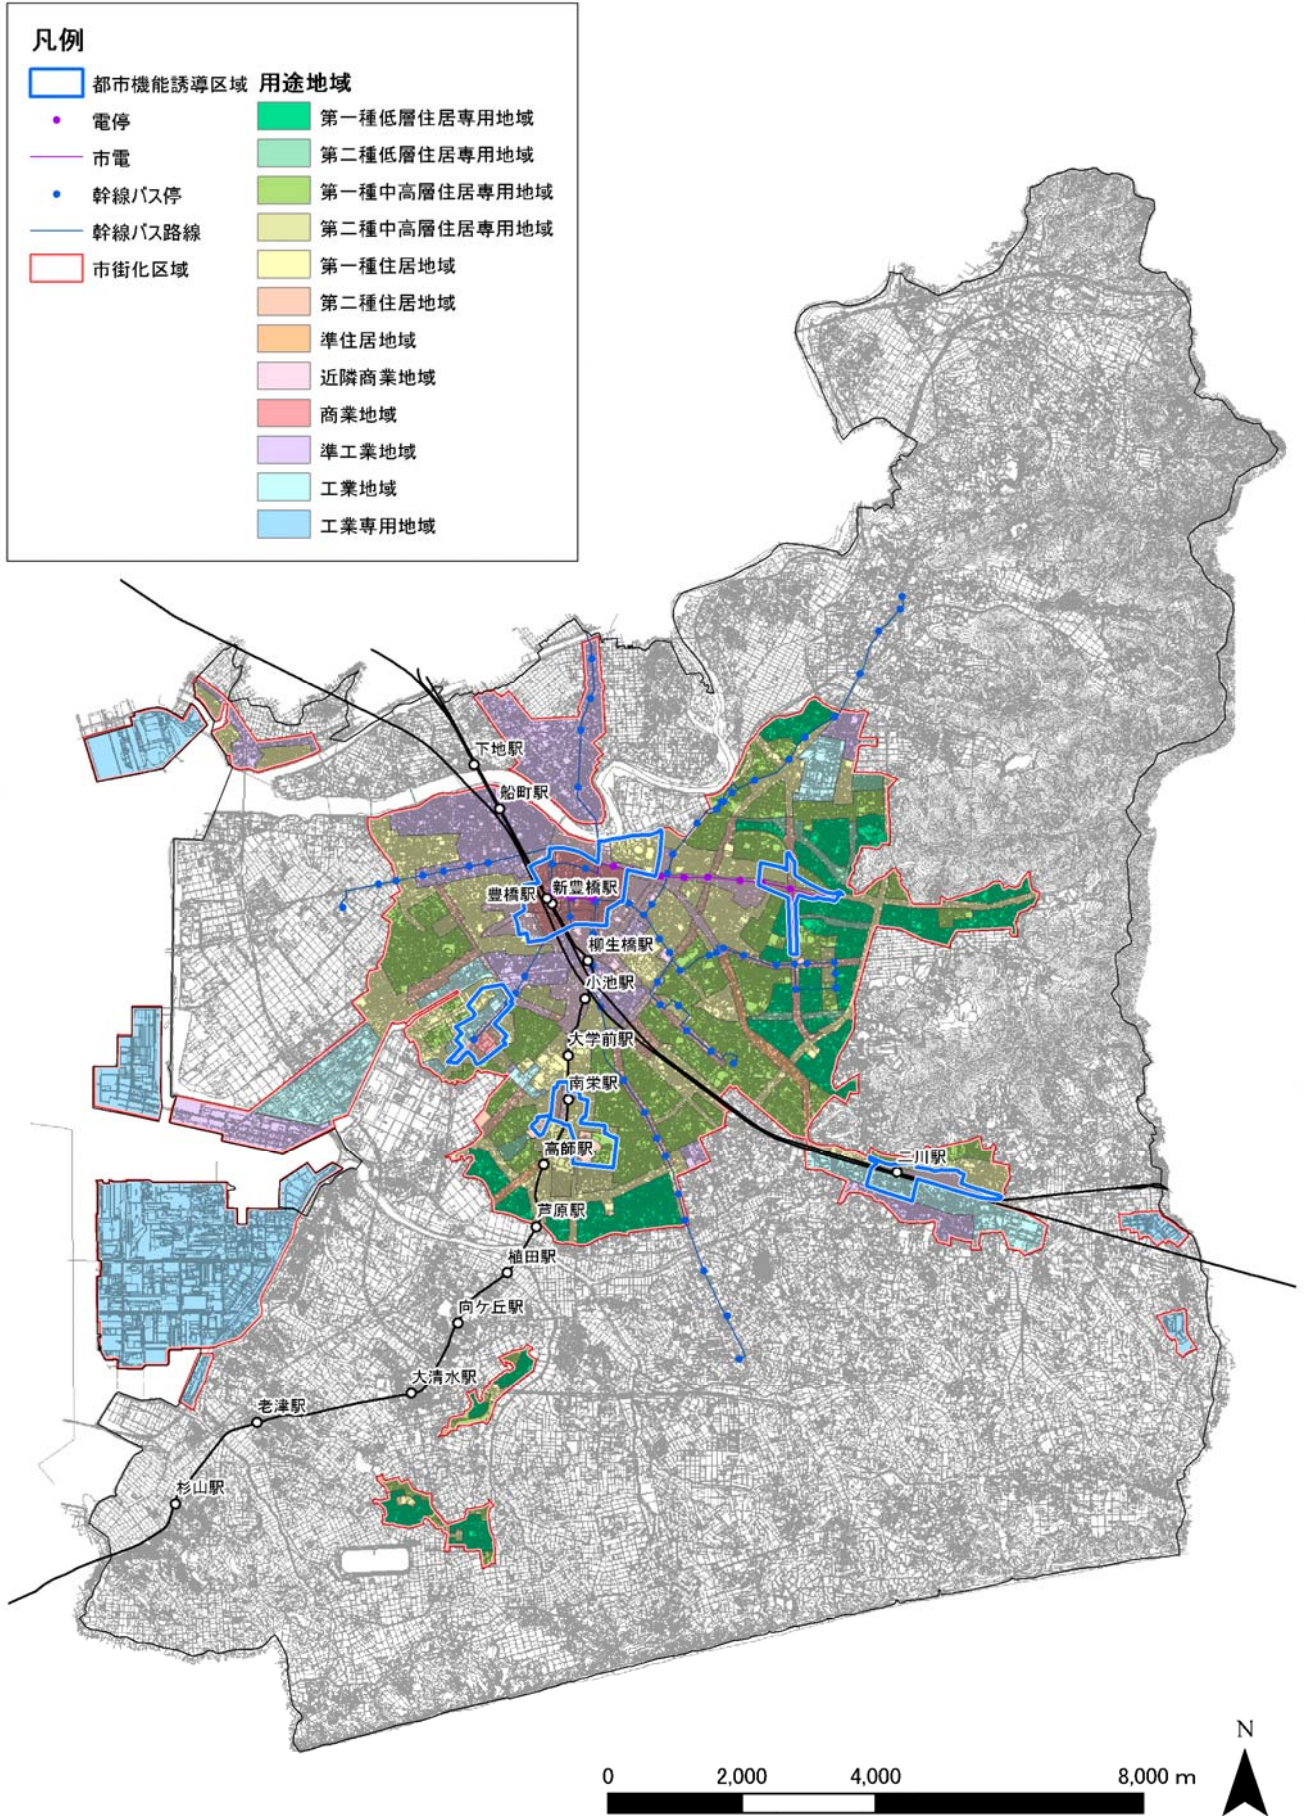 凡例
都市機能誘導区域
電停
市電
幹線バス停
幹線バス路線
市街化区域
用途地域
第一種低層住居専用地域
第二種低層住居専用地域
第一種中高層住居専用地域
第二種中高層住居専用地域
第一種住居地域
第二種住居地域
準住居地域
近隣商業地域
商業地域
準工業地域
工業地域
工業専用地域
下地駅
船町駅
豊橋駅
新豊橋駅
柳生橋駅
小池駅
大学前駅
南栄駅
高師駅
二川駅
芦原駅
植田駅
向ケ丘駅
大清水駅
老津駅
杉山駅
N
0 2,000 4,000 8,000 m